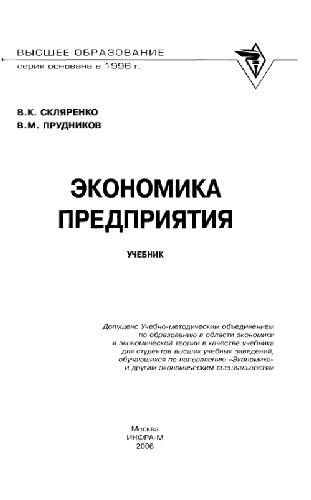 ВЫСШЕЕ ОБРАЗОВАНИЕ
серия основана в 1996 г.
В.К. СКЛЯРЕНКО
В.М. ПРУДНИКОВ
ЭКОНОМИКА
ПРЕДПРИЯТИЯ
УЧЕБНИК
Допущено Учебно-методическим объединением
по образованию в области экономики
и экономической теории в качестве учебника
для студентов высших учебных заведений,
обучающихся по направлению «Экономика»
и другим экономическим специальностям
Москва
ИНФРА-М
2006